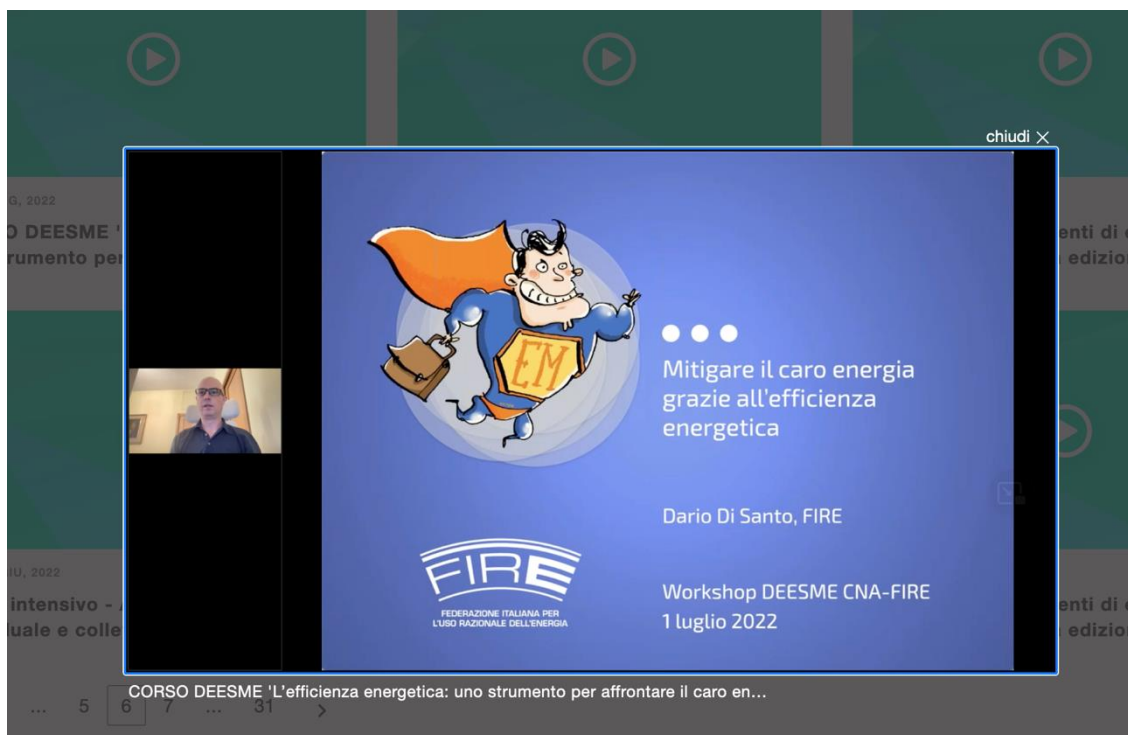 chiudi ×
G, 2022
O DEESME '
rumento per
enti di
edizio
EM
Mitigare il caro energia
grazie all'efficienza
energetica
Dario Di Santo, FIRE
FIRE
FEDERAZIONE ITALIANA PER
L'USO RAZIONALE DELL'ENERGIA
Workshop DEESME CNA-FIRE
1 luglio 2022
IU, 2022
intensivo -
duale e colle
enti di
edizio
CORSO DEESME 'L'efficienza energetica: uno strumento per affrontare il caro en...
... 5 6 7 ... 31 >